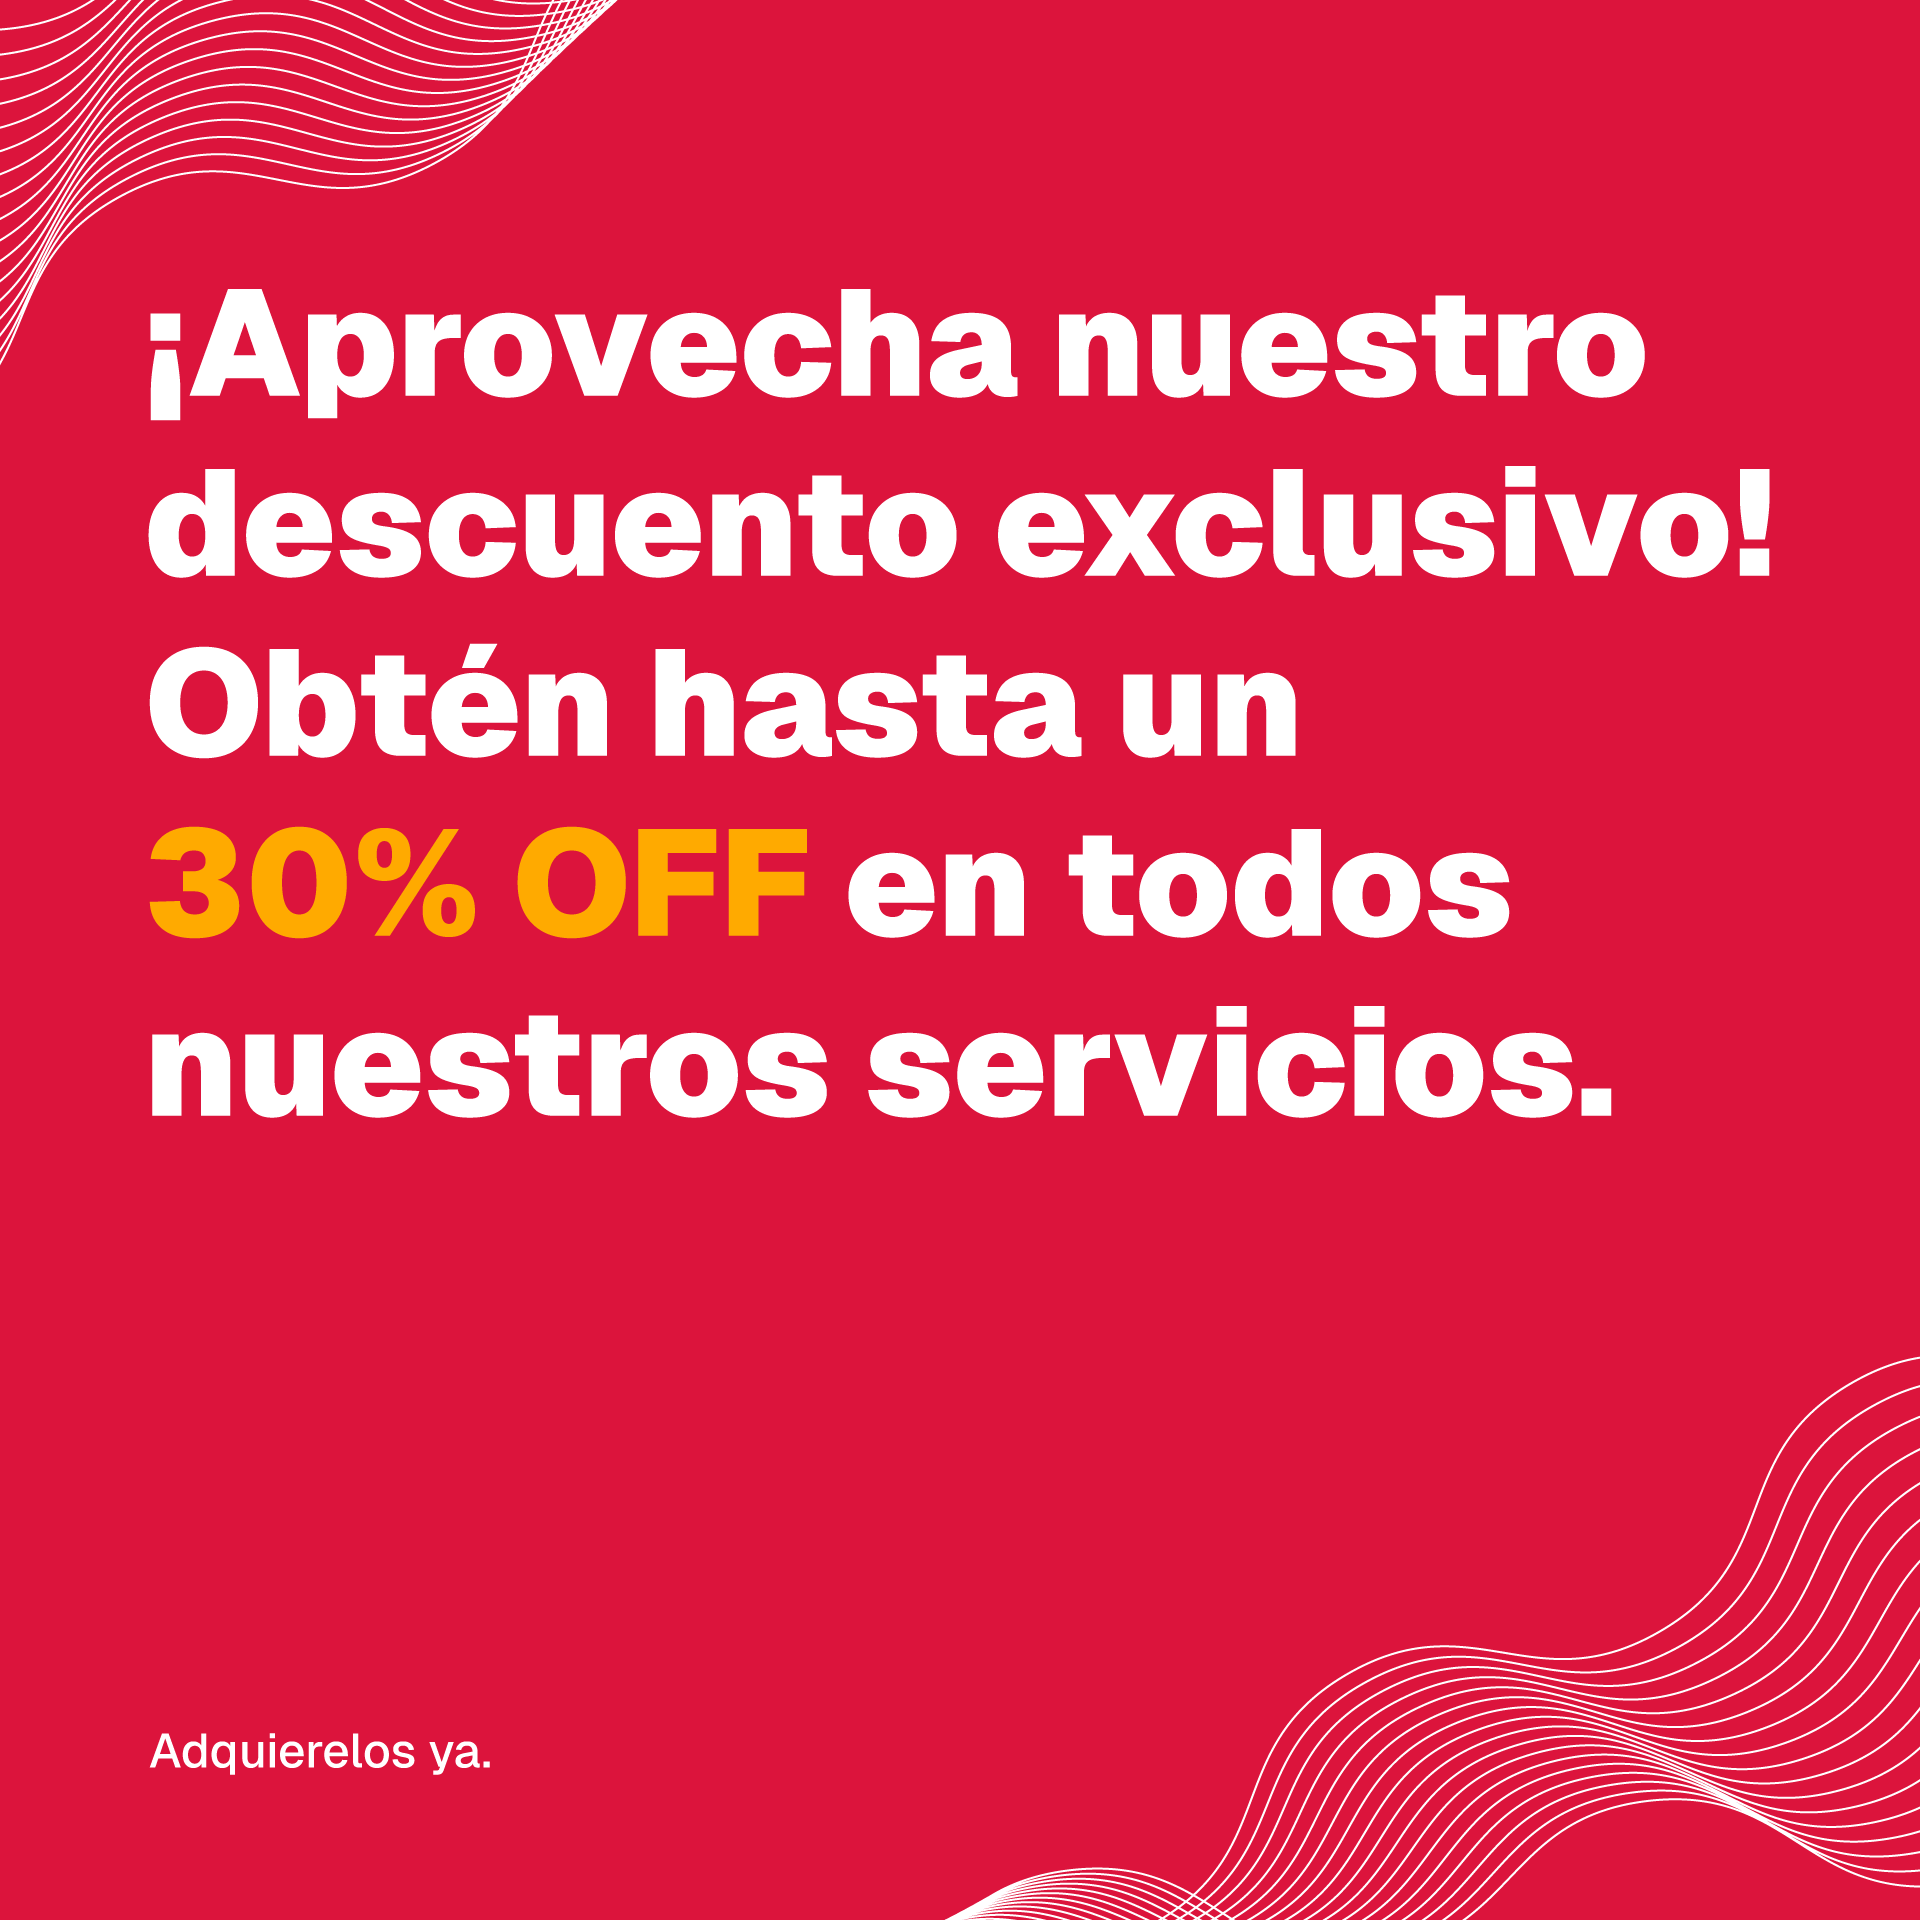 ¡Aprovecha nuestro
descuento exclusivo!
Obtén hasta un
30% OFF en todos
nuestros servicios.
Adquierelos ya.